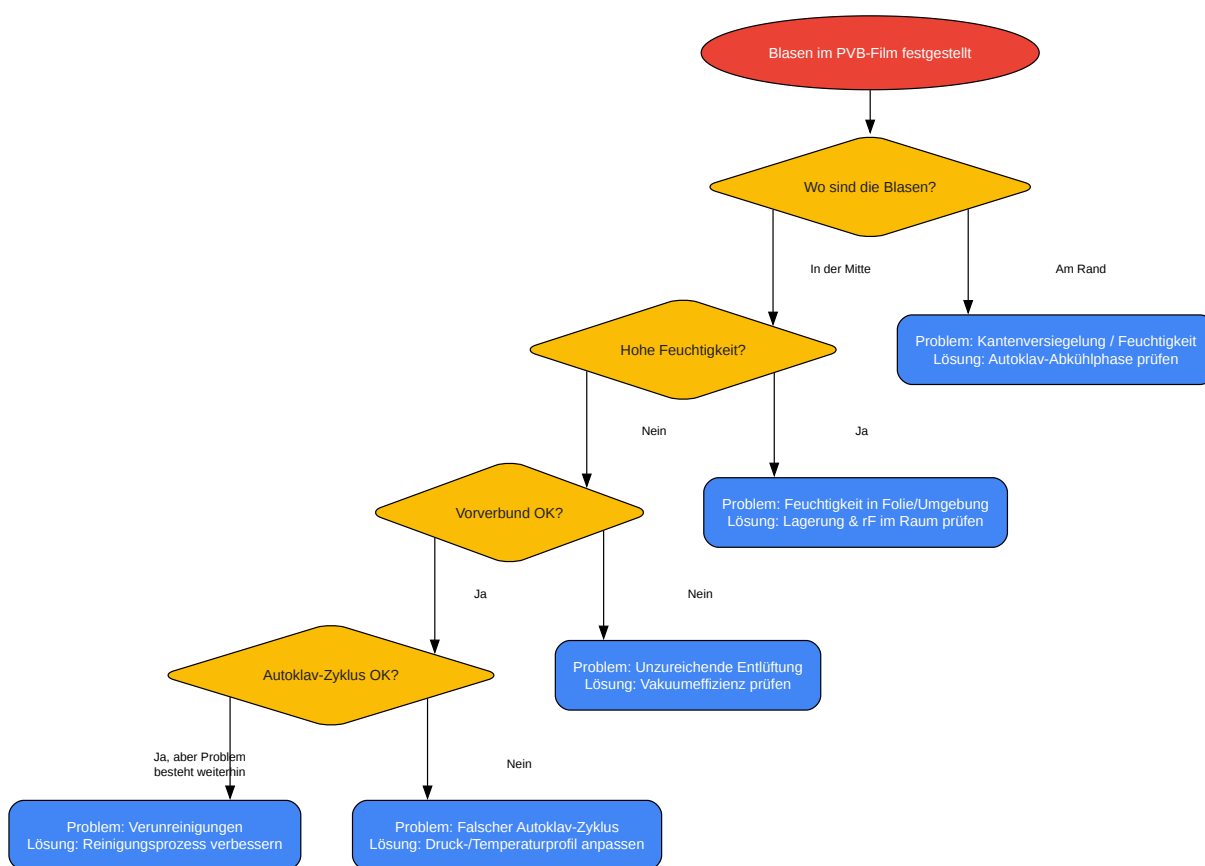 Blasen im PVB-Film festgestellt
Wo sind die Blasen?
In der Mitte
Am Rand
Hohe Feuchtigkeit?
Problem: Kantenversiegelung / Feuchtigkeit
Lösung: Autoklav-Abkühlphase prüfen
Nein
Ja
Vorverbund OK?
Problem: Feuchtigkeit in Folie/Umgebung
Lösung: Lagerung & rF im Raum prüfen
Ja
Nein
Autoklav-Zyklus OK?
Problem: Unzureichende Entlüftung
Lösung: Vakuumeffizienz prüfen
Ja, aber Problem
besteht weiterhin
Nein
Problem: Verunreinigungen
Lösung: Reinigungsprozess verbessern
Problem: Falscher Autoklav-Zyklus
Lösung: Druck-/Temperaturprofil anpassen